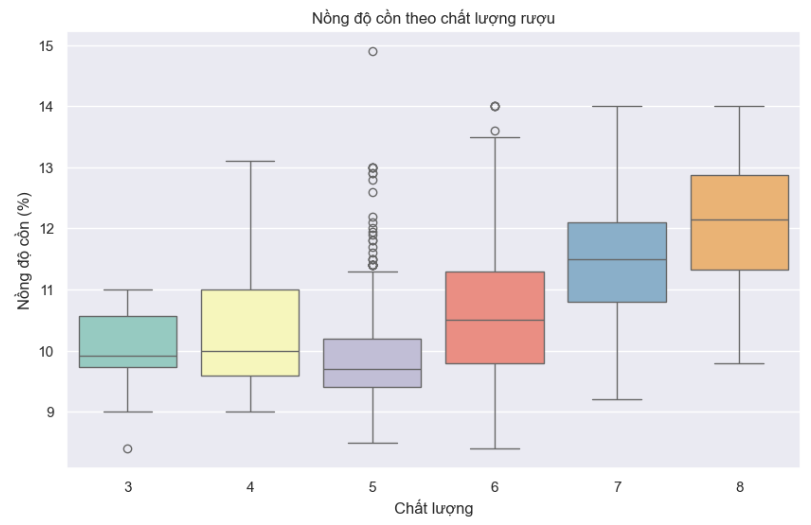 Nồng độ cồn theo chất lượng rượu
15
14
13
12
11
10
9
Nồng độ cồn (%)
3 4 5 6 7 8
Chất lượng